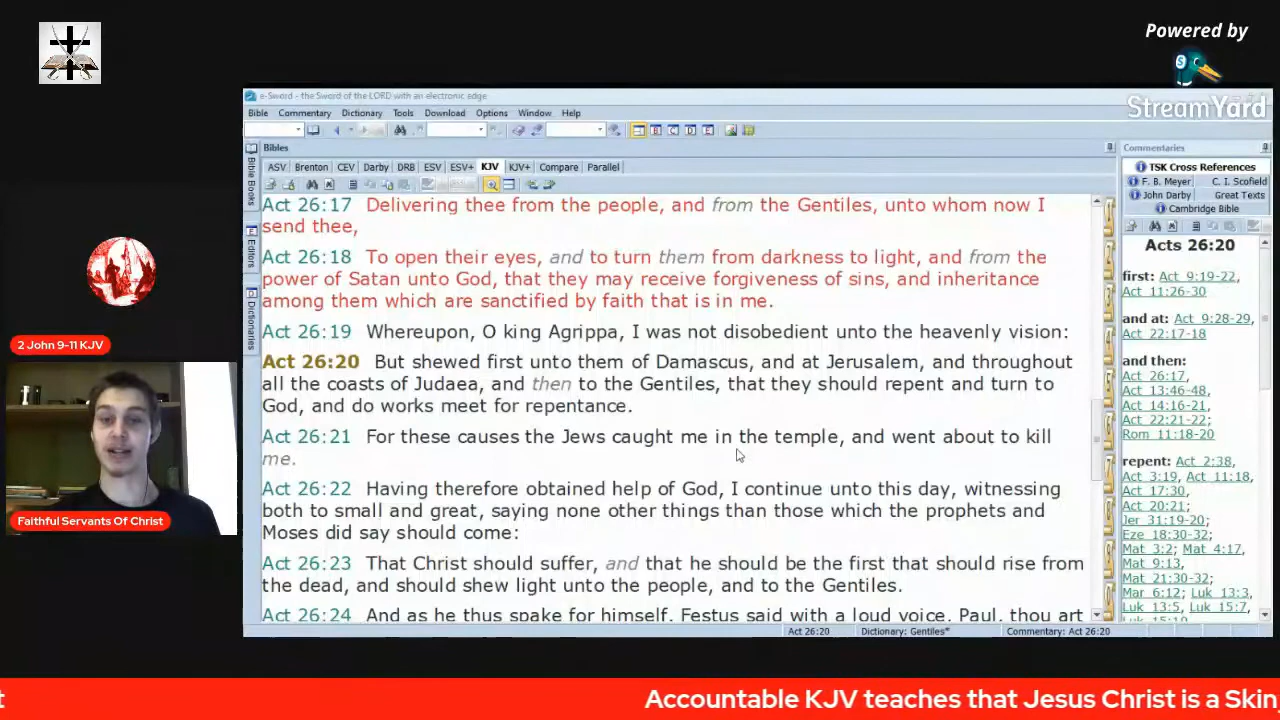 Powered by
StreamYard
e-Sword - the Sword of the LORD with an electronic edge
Bible Commentary Dictionary Tools Download Options Window Help
Bibles
ASV Brenton CEV Darby DRB ESV ESV+ KJV KJV+ Compare Parallel
Bible Books
Editors
Dictionaries
Act 26:17 Delivering thee from the people, and from the Gentiles, unto whom now I
send thee,
Act 26:18 To open their eyes, and to turn them from darkness to light, and from the
power of Satan unto God, that they may receive forgiveness of sins, and inheritance
among them which are sanctified by faith that is in me.
Act 26:19 Whereupon, O king Agrippa, I was not disobedient unto the heavenly vision:
Act 26:20 But shewed first unto them of Damascus, and at Jerusalem, and throughout
all the coasts of Judaea, and then to the Gentiles, that they should repent and turn to
God, and do works meet for repentance.
Act 26:21 For these causes the Jews caught me in the temple, and went about to kill
me.
Act 26:22 Having therefore obtained help of God, I continue unto this day, witnessing
both to small and great, saying none other things than those which the prophets and
Moses did say should come:
Act 26:23 That Christ should suffer, and that he should be the first that should rise from
the dead, and should shew light unto the people, and to the Gentiles.
Act 26:24 And as he thus spake for himself, Festus said with a loud voice, Paul, thou art
Commentaries
TSK Cross References
F. B. Meyer C. I. Scofield
John Darby Great Texts
Cambridge Bible
Acts 26:20
first: Act 9:19-22,
Act 11:26-30
and at: Act 9:28-29,
Act 22:17-18
and then:
Act 26:17,
Act 13:46-48,
Act 14:16-21,
Act 22:21-22;
Rom 11:18-20
repent: Act 2:38,
Act 3:19, Act 11:18,
Act 17:30,
Act 20:21;
Jer 31:19-20;
Eze 18:30-32;
Mat 3:2; Mat 4:17,
Mat 9:13,
Mat 21:30-32;
Mar 6:12; Luk 13:3,
Luk 13:5, Luk 15:7,
Act 26:20 Dictionary: Gentiles* Commentary: Act 26:20
2 John 9-11 KJV
Faithful Servants Of Christ
t Accountable KJV teaches that Jesus Christ is a Skin